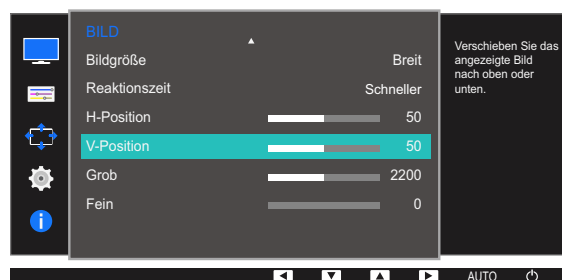 BILD
Bildgröße Breit
Reaktionszeit Schneller
H-Position 50
V-Position 50
Grob 2200
Fein 0
Verschieben Sie das
angezeigte Bild
nach oben oder
unten.
AUTO